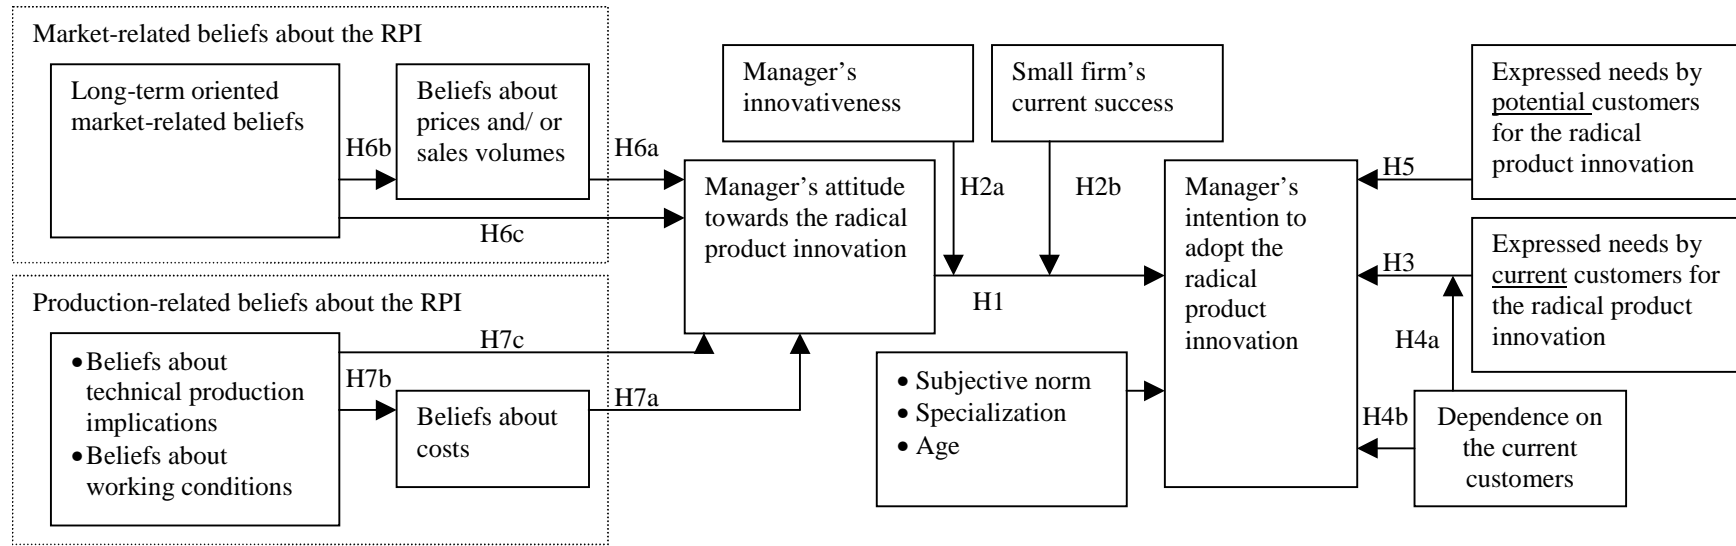 Market-related beliefs about the RPI
Long-term oriented
market-related beliefs
H6b
Beliefs about
prices and/ or
sales volumes
H6a
H6c
Production-related beliefs about the RPI
•Beliefs about
technical production
implications
•Beliefs about
working conditions
H7c
H7b
Beliefs about
costs
H7a
Manager’s attitude
towards the radical
product innovation
Manager’s
innovativeness
H2a
Small firm’s
current success
H2b
H1
• Subjective norm
• Specialization
• Age
Manager’s
intention to
adopt the
radical
product
innovation
H5
Expressed needs by
potential customers
for the radical
product innovation
H3
Expressed needs by
current customers for
the radical product
innovation
H4a
H4b
Dependence on
the current
customers